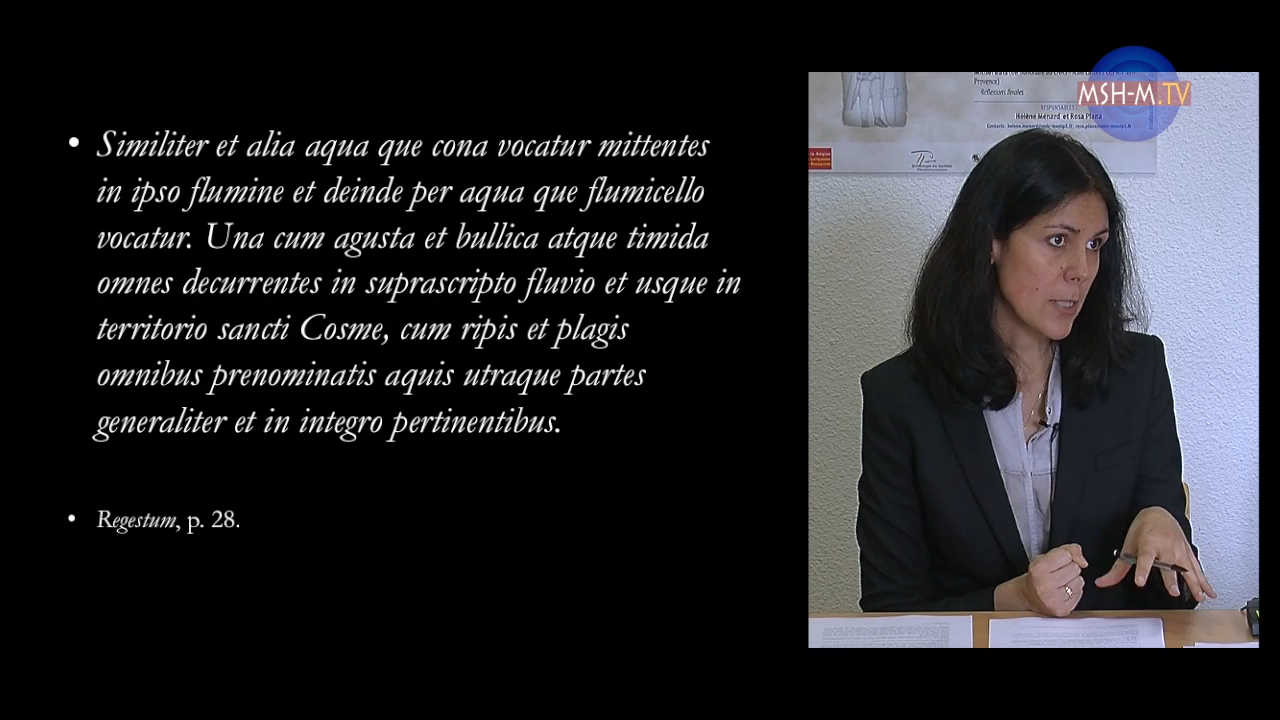 • Similiter et alia aqua que cona vocatur mittentes
in ipso flumine et deinde per aqua que flumicello
vocatur. Una cum agusta et bullica atque timida
omnes decurrentes in suprascripto fluvio et usque in
territorio sancti Cosme, cum ripis et plagis
omnibus prenominatis aquis utraque partes
generaliter et in integro pertinentibus.
• Regestum, p. 28.
MSH-M.TV
Provence)
Réflexions finales
RESPONSABLES
Hélène Ménard et Rosa Plana